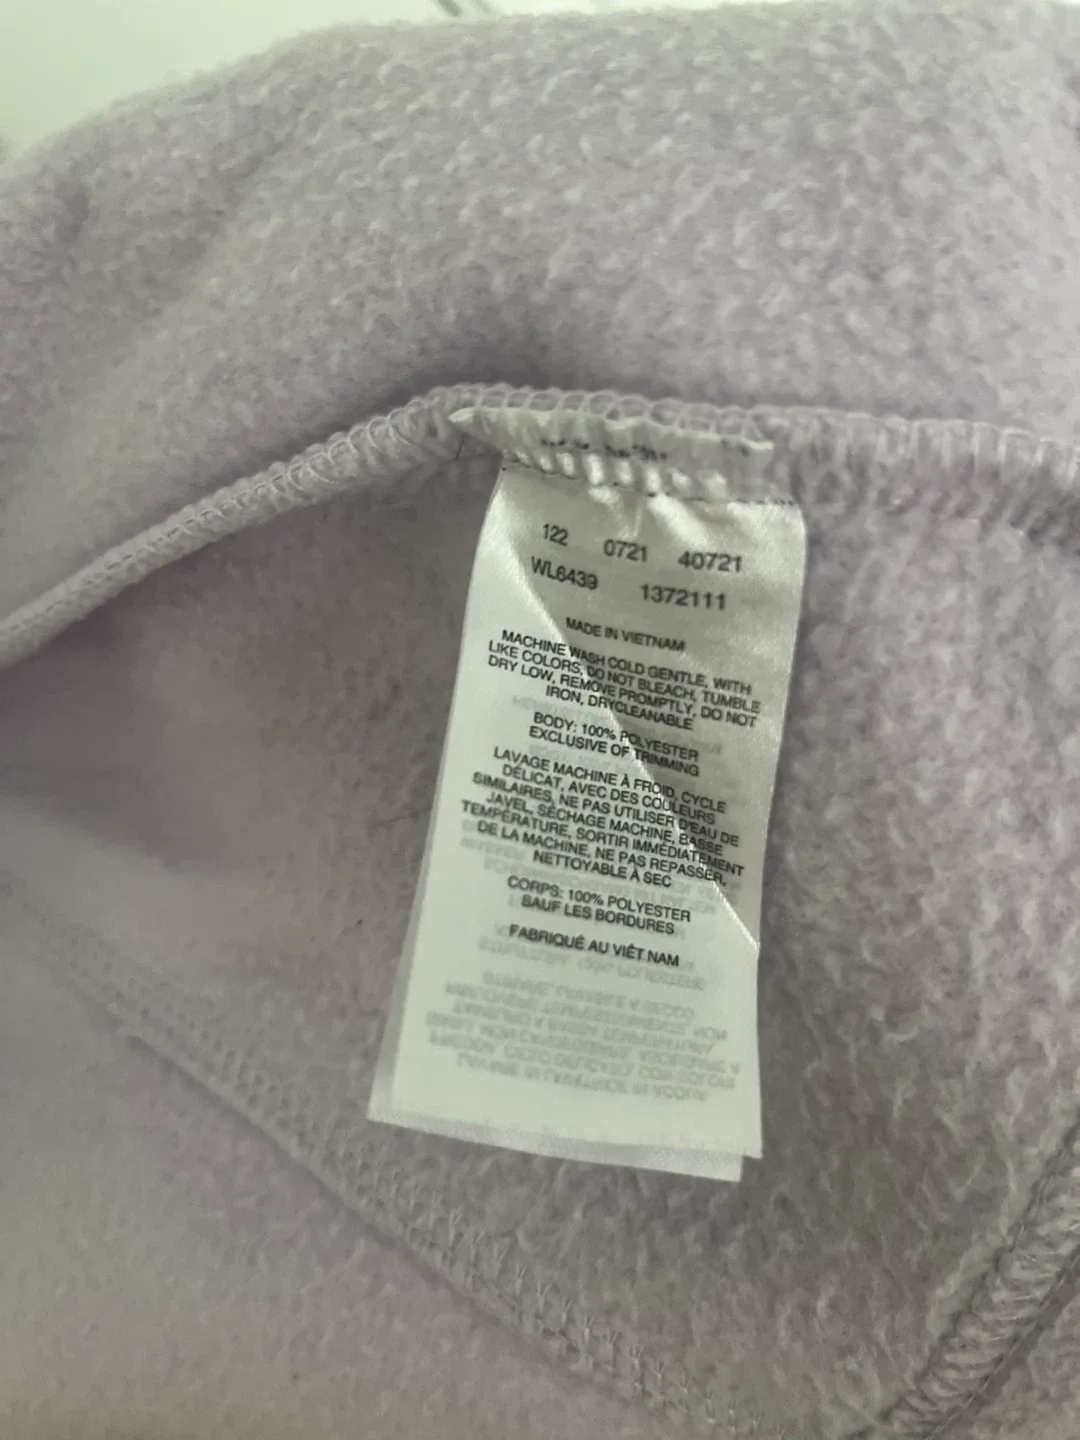 122 0721 40721
WL6439 1372111
MADE IN VIETNAM
MACHINE WASH COLD GENTLE, WITH
LIKE COLORS, DO NOT BLEACH, TUMBLE
DRY LOW, REMOVE PROMPTLY, DO NOT
IRON, DRYCLEANABLE
BODY: 100% POLYESTER
EXCLUSIVE OF TRIMMING
LAVAGE MACHINE À FROID, CYCLE
DÉLICAT, AVEC DES COULEURS
SIMILAIRES, NE PAS UTILISER D'EAU DE
JAVEL, SÉCHAGE MACHINE, BASSE
TEMPÉRATURE, SORTIR IMMÉDIATEMENT
DE LA MACHINE, NE PAS REPASSER,
NETTOYABLE À SEC
CORPS: 100% POLYESTER
SAUF LES BORDURES
FABRIQUÉ AU VIÊT NAM